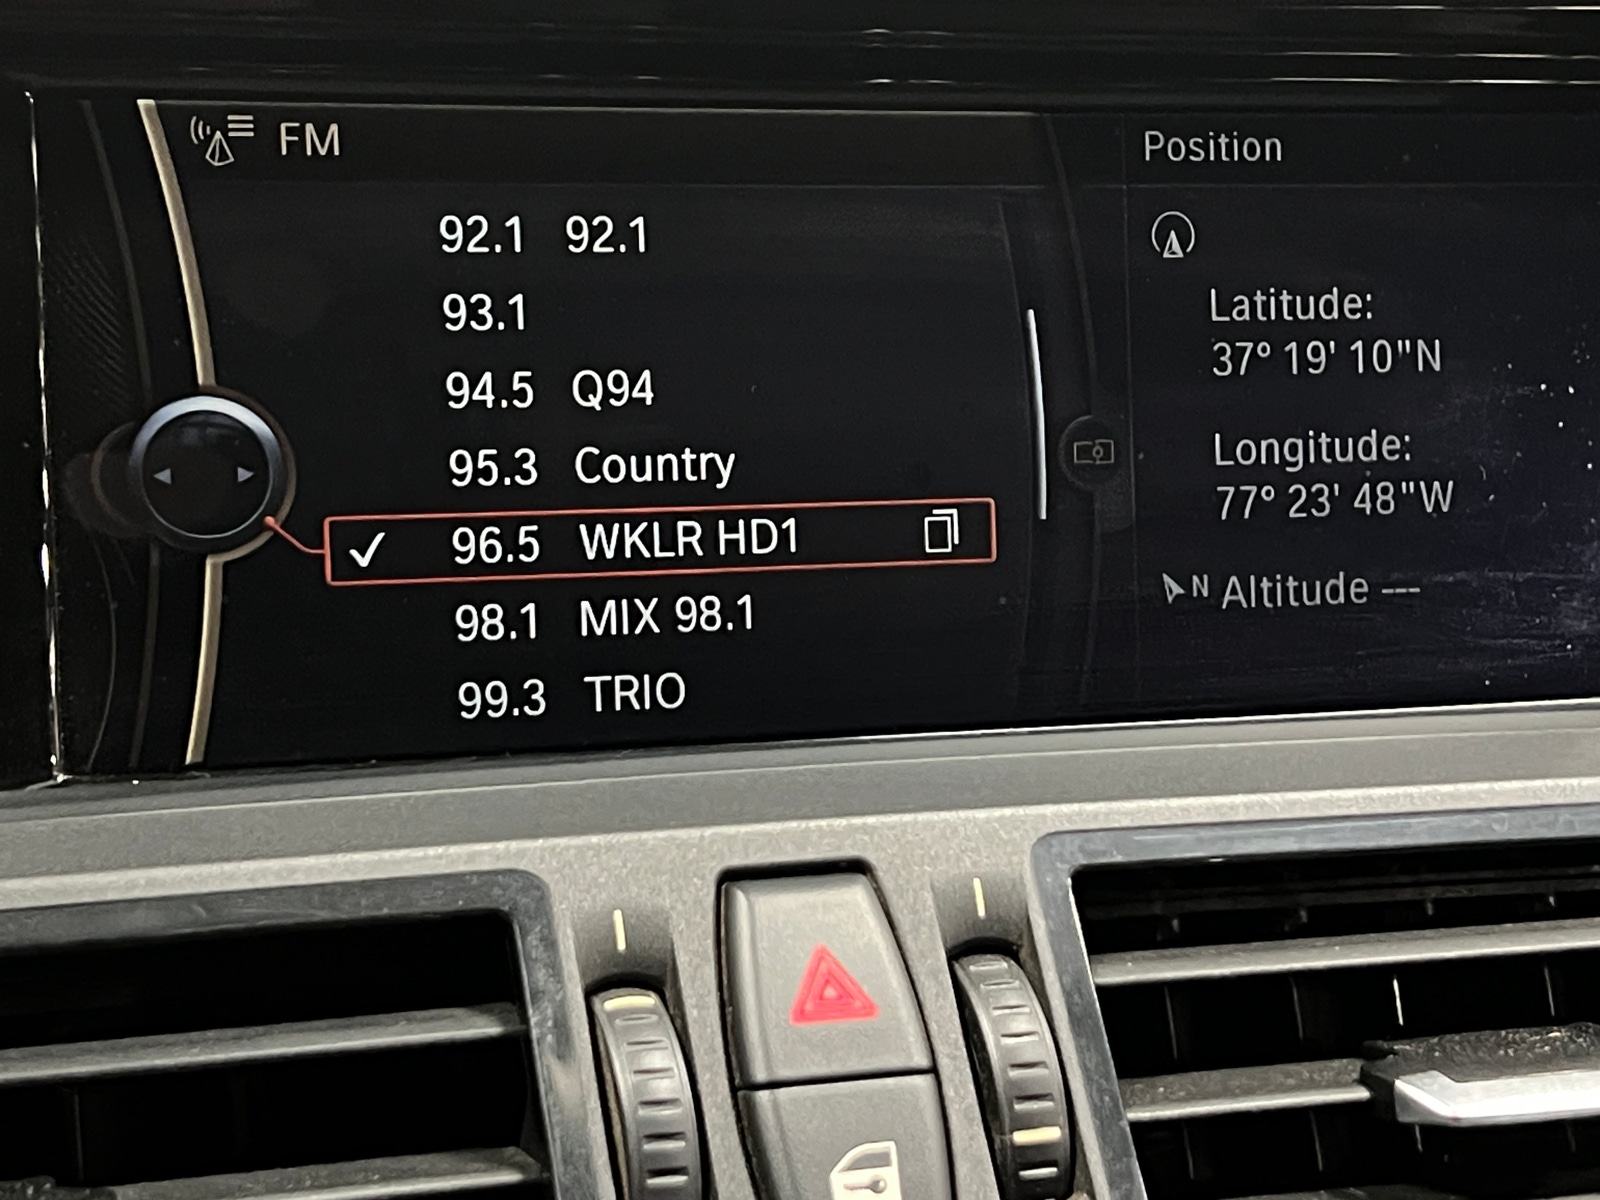 FM
92.1 92.1
93.1
94.5 Q94
95.3 Country
96.5 WKLR HD1
98.1 MIX 98.1
99.3 TRIO
Position
Latitude:
37° 19' 10"N
Longitude:
77° 23' 48"W
N Altitude ---